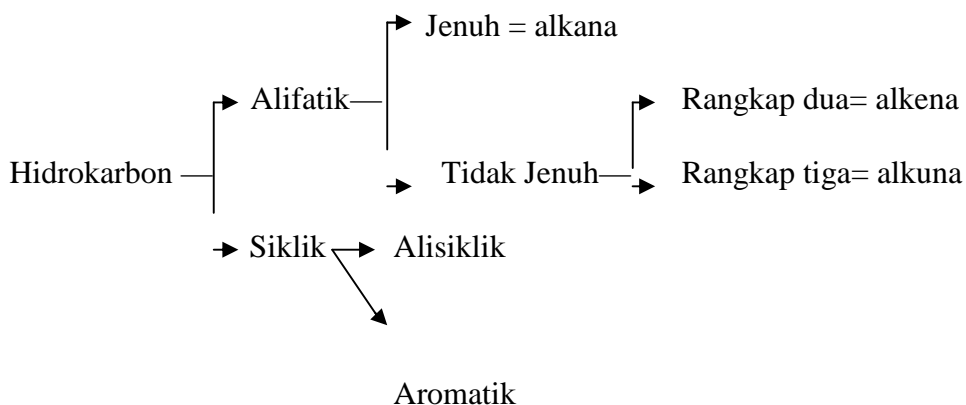 Jenuh = alkana
Alifatik
Rangkap dua= alkena
Hidrokarbon
Tidak Jenuh
Rangkap tiga= alkuna
Siklik
Alisiklik
Aromatik